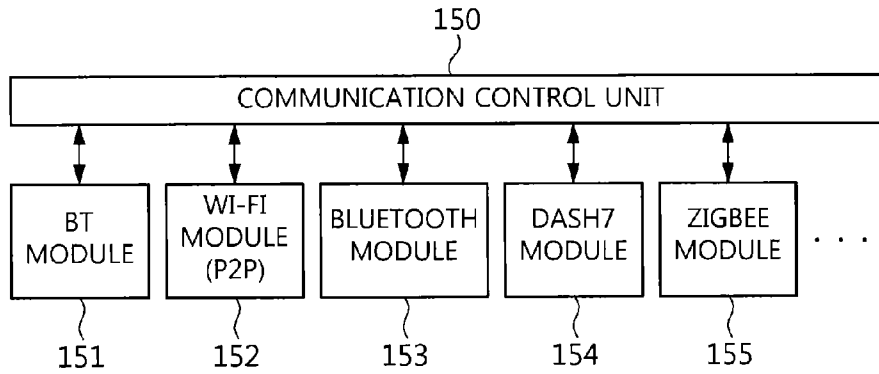 150
COMMUNICATION CONTROL UNIT
BT
MODULE
WI-FI
MODULE
(P2P)
BLUETOOTH
MODULE
DASH7
MODULE
ZIGBEE
MODULE
. . .
151
152
153
154
155